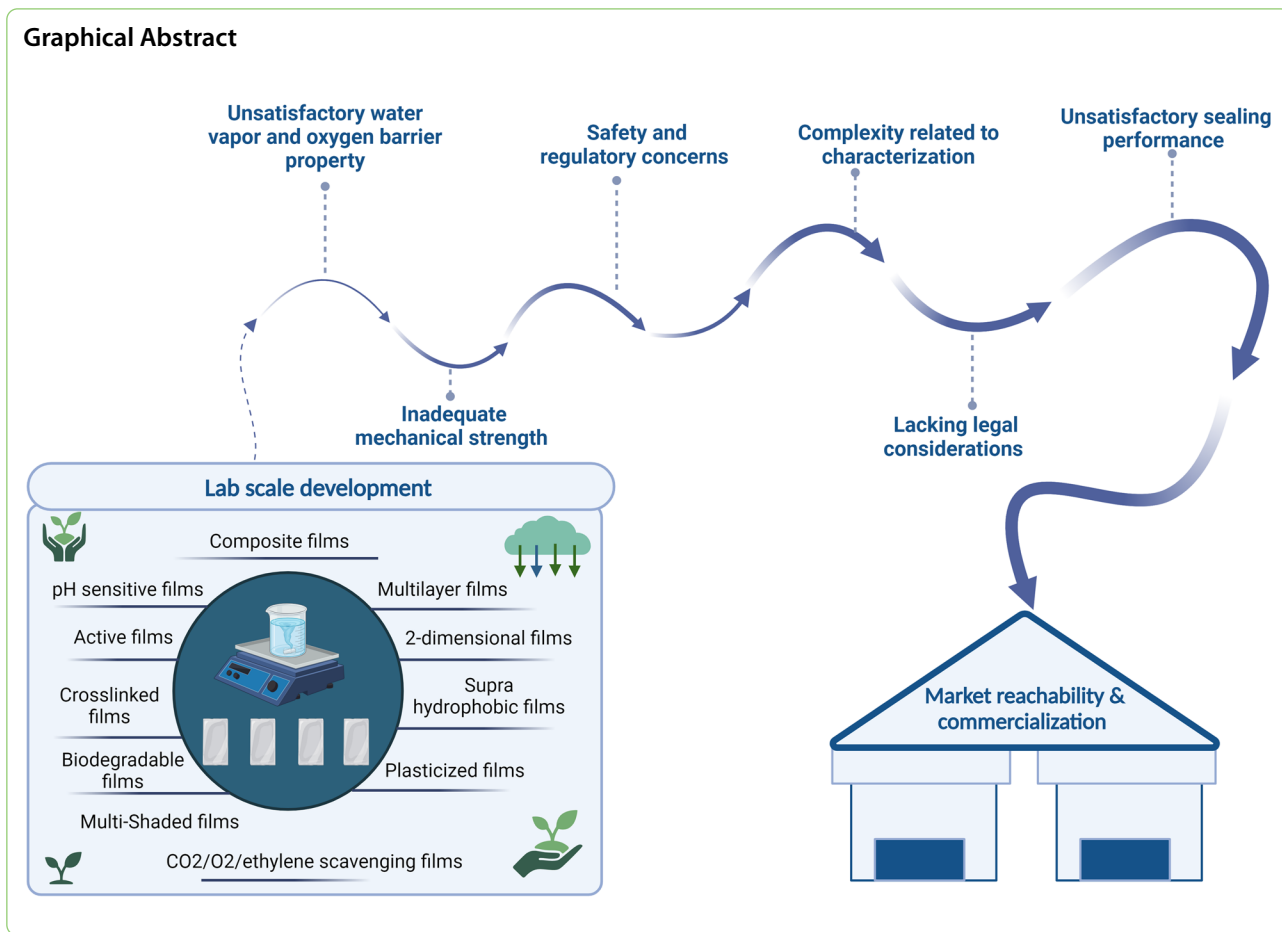 Graphical Abstract
Unsatisfactory water
vapor and oxygen barrier
property
Safety and
regulatory concerns
Complexity related to
characterization
Unsatisfactory sealing
performance
Inadequate
mechanical strength
Lacking legal
considerations
Lab scale development
Composite films
pH sensitive films
Multilayer films
Active films
2-dimensional films
Crosslinked
films
Supra
hydrophobic films
Biodegradable
films
Plasticized films
Multi-Shaded films
CO2/O2/ethylene scavenging films
Market reachability &
commercialization